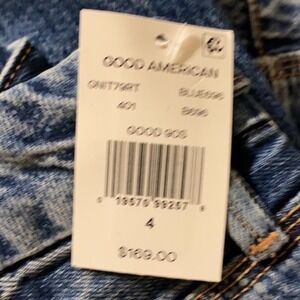 GOOD AMERICAN
GNIT79RT BLUE696
401 B696
GOOD 90S
4
$169.00